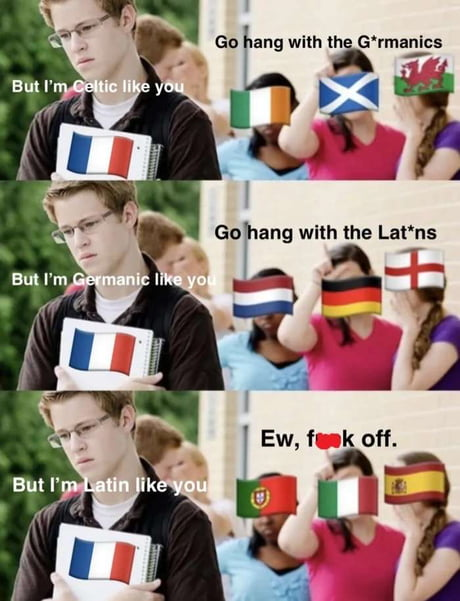 Go hang with the G*rmanics
But I'm Celtic like you
Go hang with the Lat*ns
But I'm Germanic like you
Ew, f k off.
But I'm Latin like you